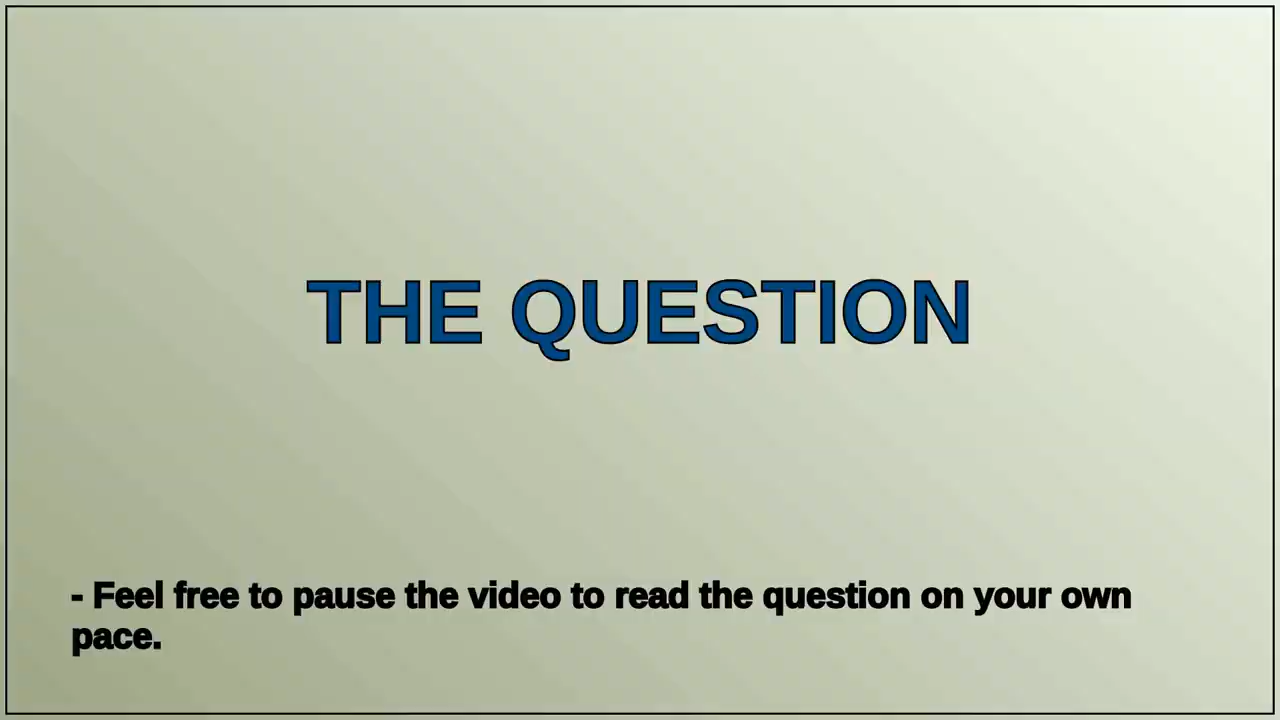 THE QUESTION
- Feel free to pause the video to read the question on your own
pace.